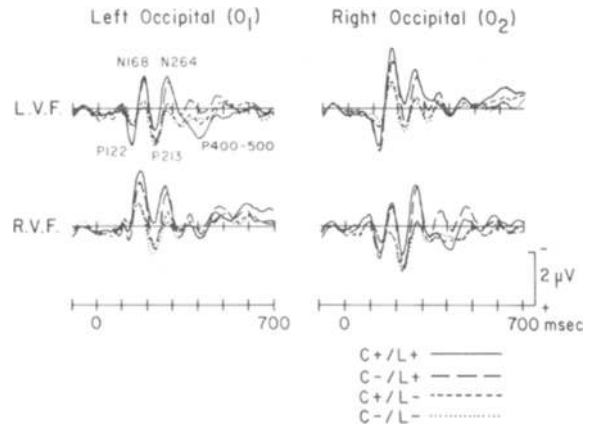 Left Occipital (O₁) Right Occipital (O₂)
N168 N264
L.V.F.
P122 P213 P400-500
R.V.F.
−
2 µV
+
0 700 0 700 msec
C+/L+
C-/L+
C+/L-
C-/L-